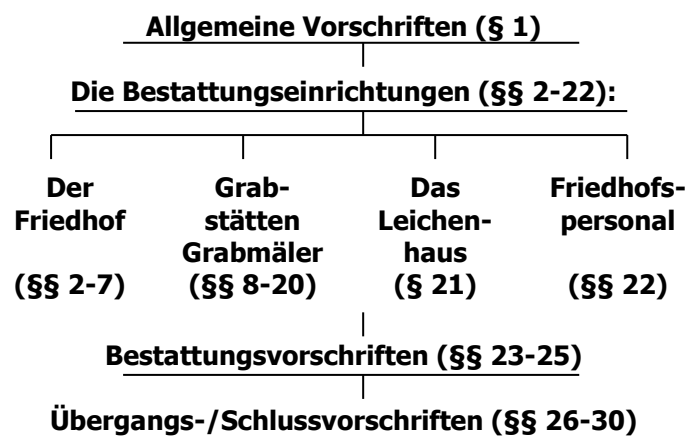 Allgemeine Vorschriften (§ 1)
Die Bestattungseinrichtungen (§§ 2-22):
Der
Friedhof
(§§ 2-7)
Grab-
stätten
Grabmäler
(§§ 8-20)
Das
Leichen-
haus
(§ 21)
Friedhofs-
personal
(§§ 22)
Bestattungsvorschriften (§§ 23-25)
Übergangs-/Schlussvorschriften (§§ 26-30)